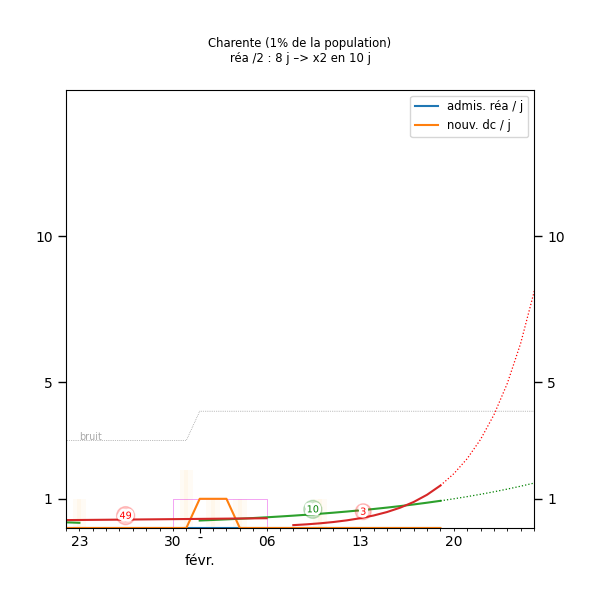 Charente (1% de la population)
réa /2 : 8 j –> x2 en 10 j
admis. réa / j
nouv. dc / j
10
10
5
5
bruit
1
1
49
10
3
23
30
-
06
13
20
févr.